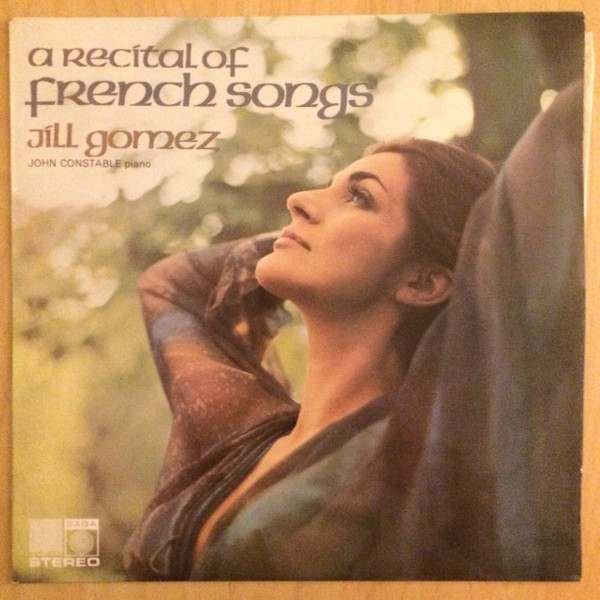 a recital of
french songs
jill gomez
JOHN CONSTABLE piano
SAGA
STEREO